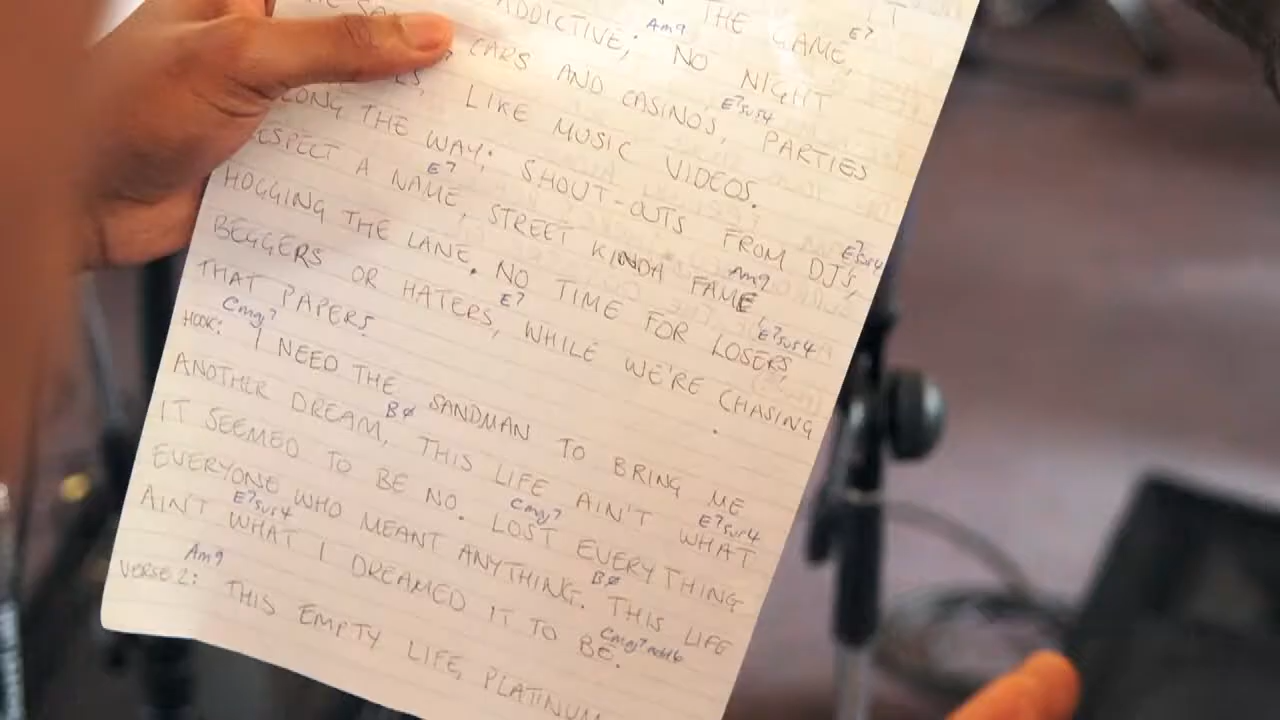 THE GAME,
E7
ADDICTIVE; NO NIGHT
Am9
CARS AND CASINOS, PARTIES
E7sus4
LIKE MUSIC VIDEOS.
THE WAY; SHOUT-OUTS FROM DJ'S,
E7 E7sus4
A NAME, STREET KINDA FAME
Am9
HOGGING THE LANE. NO TIME FOR LOSERS,
E7 E7sus4
BEGGERS OR HATERS, WHILE WE'RE CHASING
THAT PAPERS.
Cmaj7
HOOK: I NEED THE SANDMAN TO BRING ME
ANOTHER DREAM, THIS LIFE AIN'T WHAT
BØ E7sus4
IT SEEMED TO BE NO. LOST EVERYTHING
Cmaj7
EVERYONE WHO MEANT ANYTHING. THIS LIFE
E7sus4 BØ
AIN'T WHAT I DREAMED IT TO BE.
Am9 Cmaj7add6
VERSE 2: THIS EMPTY LIFE, PLATINUM